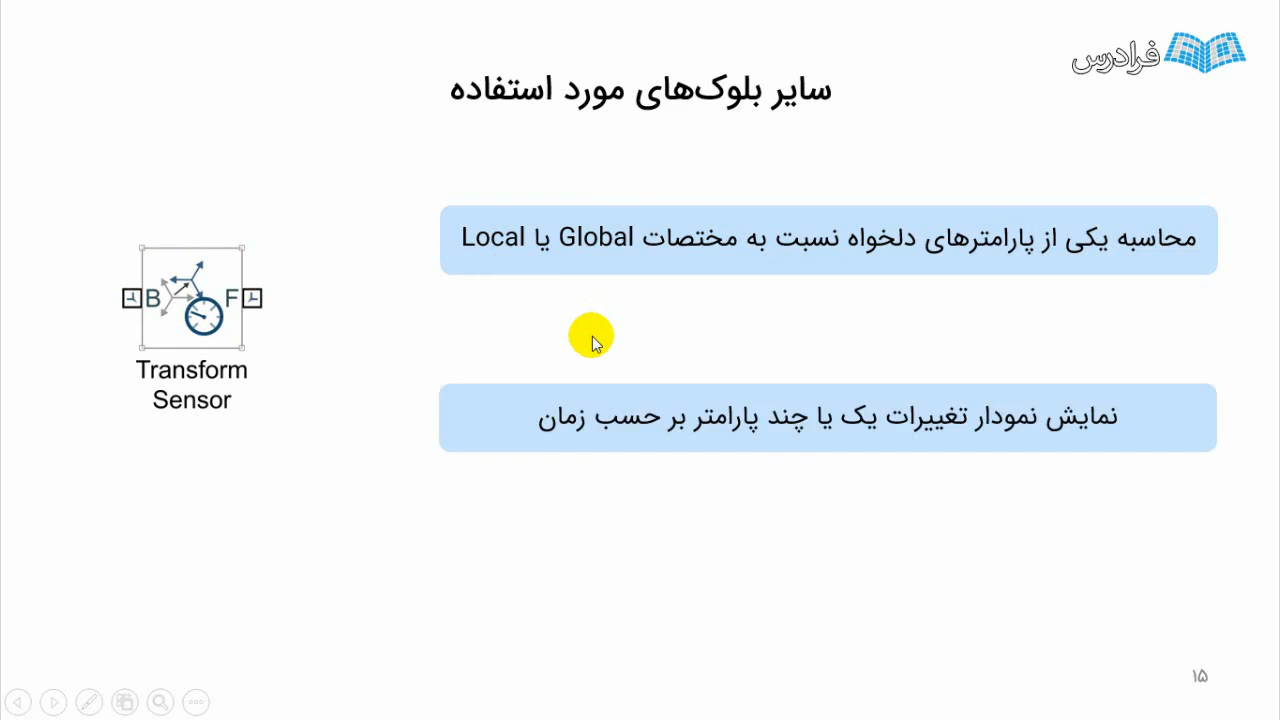 فرادرس
سایر بلوک‌های مورد استفاده
محاسبه یکی از پارامترهای دلخواه نسبت به مختصات Global یا Local
B F
Transform
Sensor
نمایش نمودار تغییرات یک یا چند پارامتر بر حسب زمان
۱۵